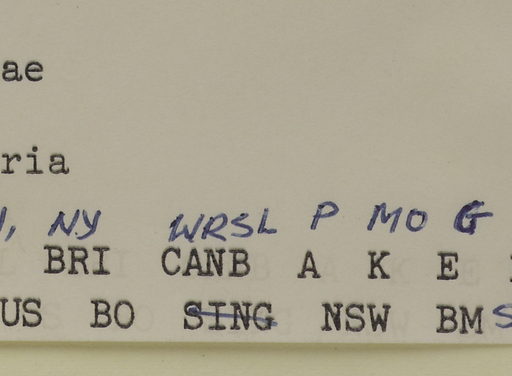 ae
ria
NY WRSL P MO G
BRI CANB A K E
US BO SING NSW BM S